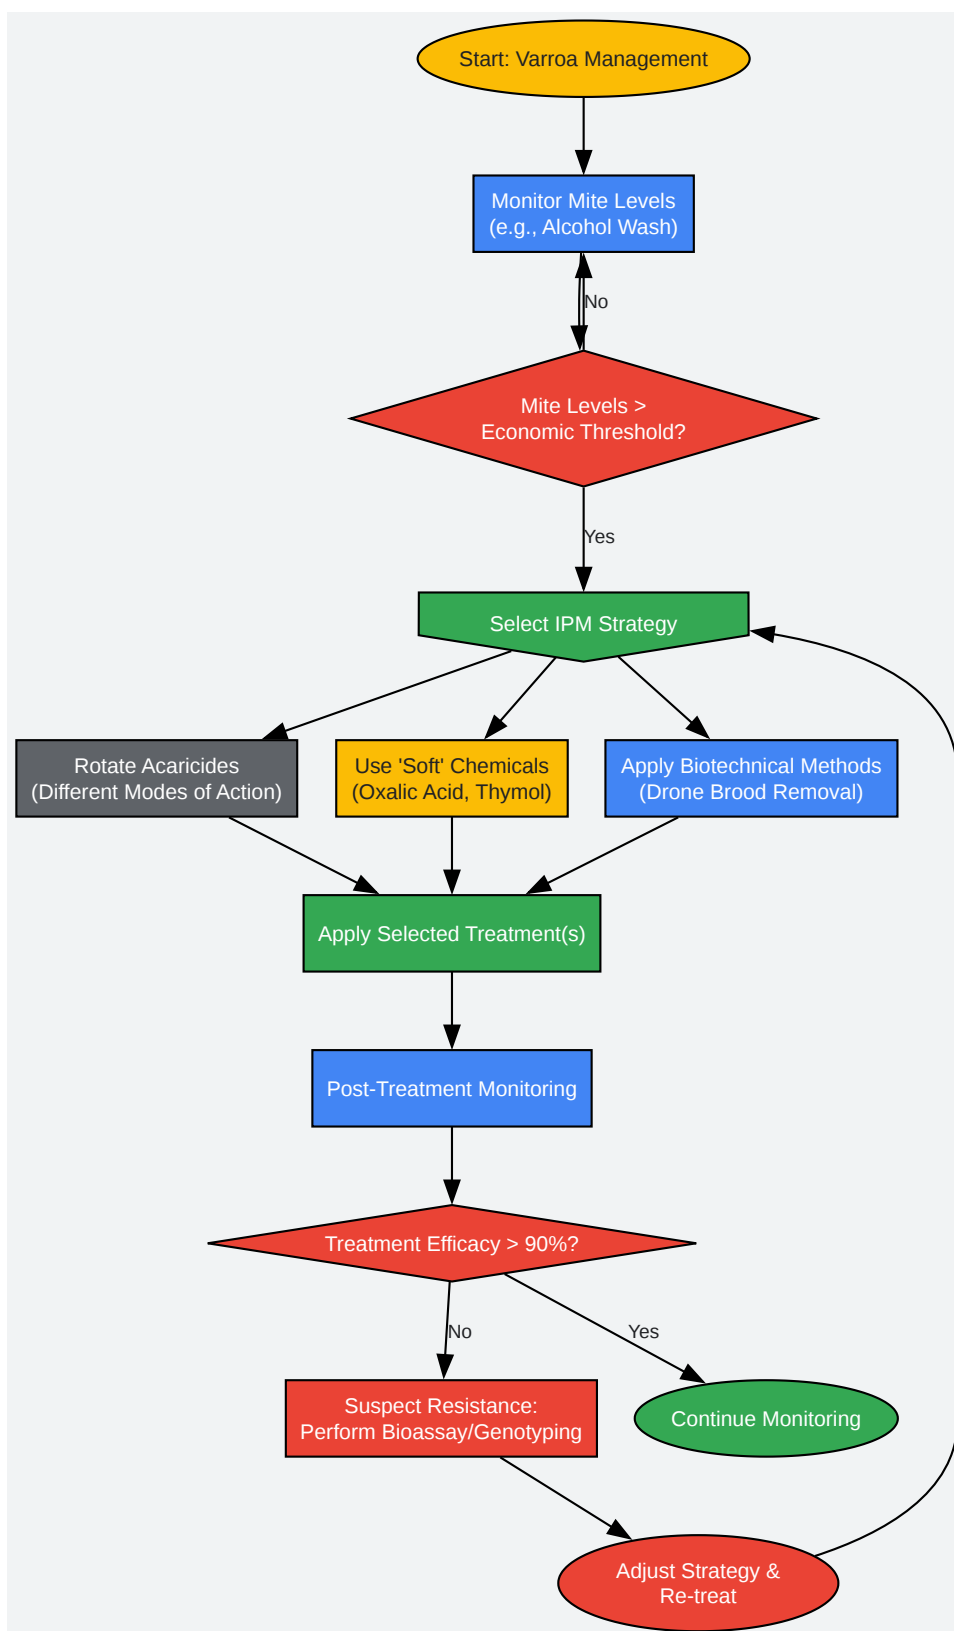 Start: Varroa Management
Monitor Mite Levels
(e.g., Alcohol Wash)
No
Mite Levels >
Economic Threshold?
Yes
Select IPM Strategy
Rotate Acaricides
(Different Modes of Action)
Use 'Soft' Chemicals
(Oxalic Acid, Thymol)
Apply Biotechnical Methods
(Drone Brood Removal)
Apply Selected Treatment(s)
Post-Treatment Monitoring
Treatment Efficacy > 90%?
No
Yes
Suspect Resistance:
Perform Bioassay/Genotyping
Continue Monitoring
Adjust Strategy &
Re-treat